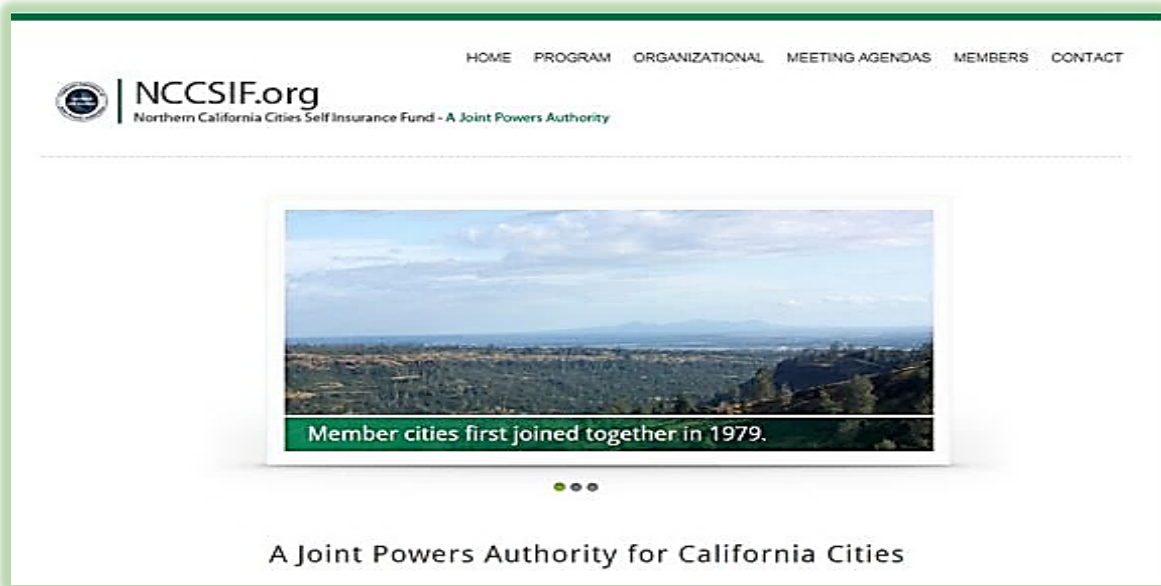 HOME PROGRAM ORGANIZATIONAL MEETING AGENDAS MEMBERS CONTACT
NCCSIF.org
Northern California Cities Self Insurance Fund - A Joint Powers Authority
Member cities first joined together in 1979.
A Joint Powers Authority for California Cities